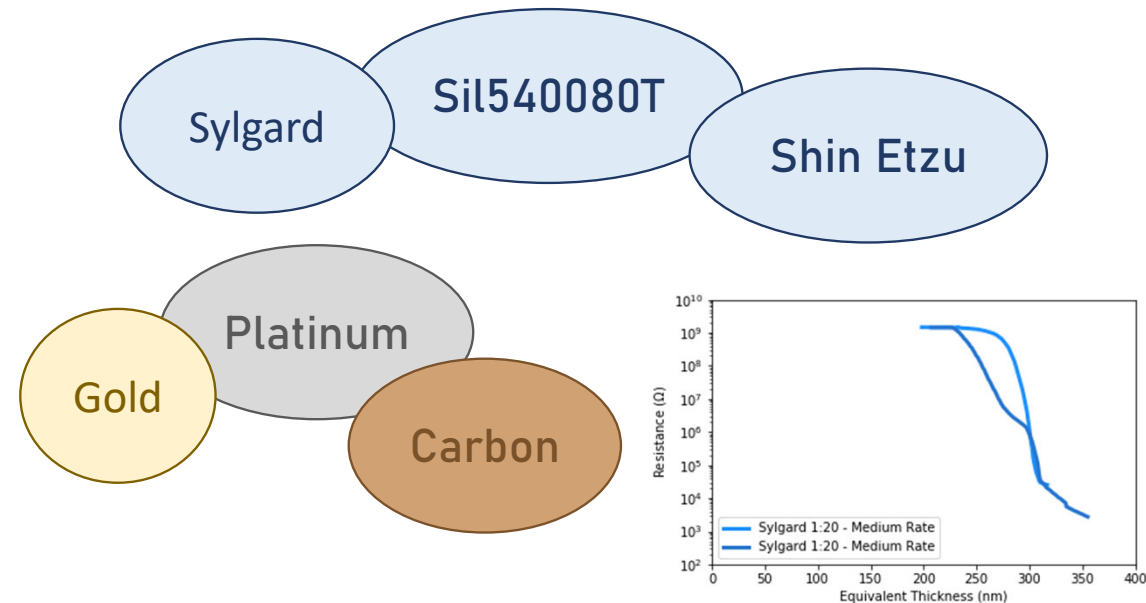 Sylgard
Sil540080T
Shin Etzu
Platinum
Gold
Carbon
10¹⁰
10⁹
10⁸
10⁷
10⁶
10⁵
10⁴
10³
10²
Resistance (Ω)
Sylgard 1:20 - Medium Rate
Sylgard 1:20 - Medium Rate
0 50 100 150 200 250 300 350 400
Equivalent Thickness (nm)